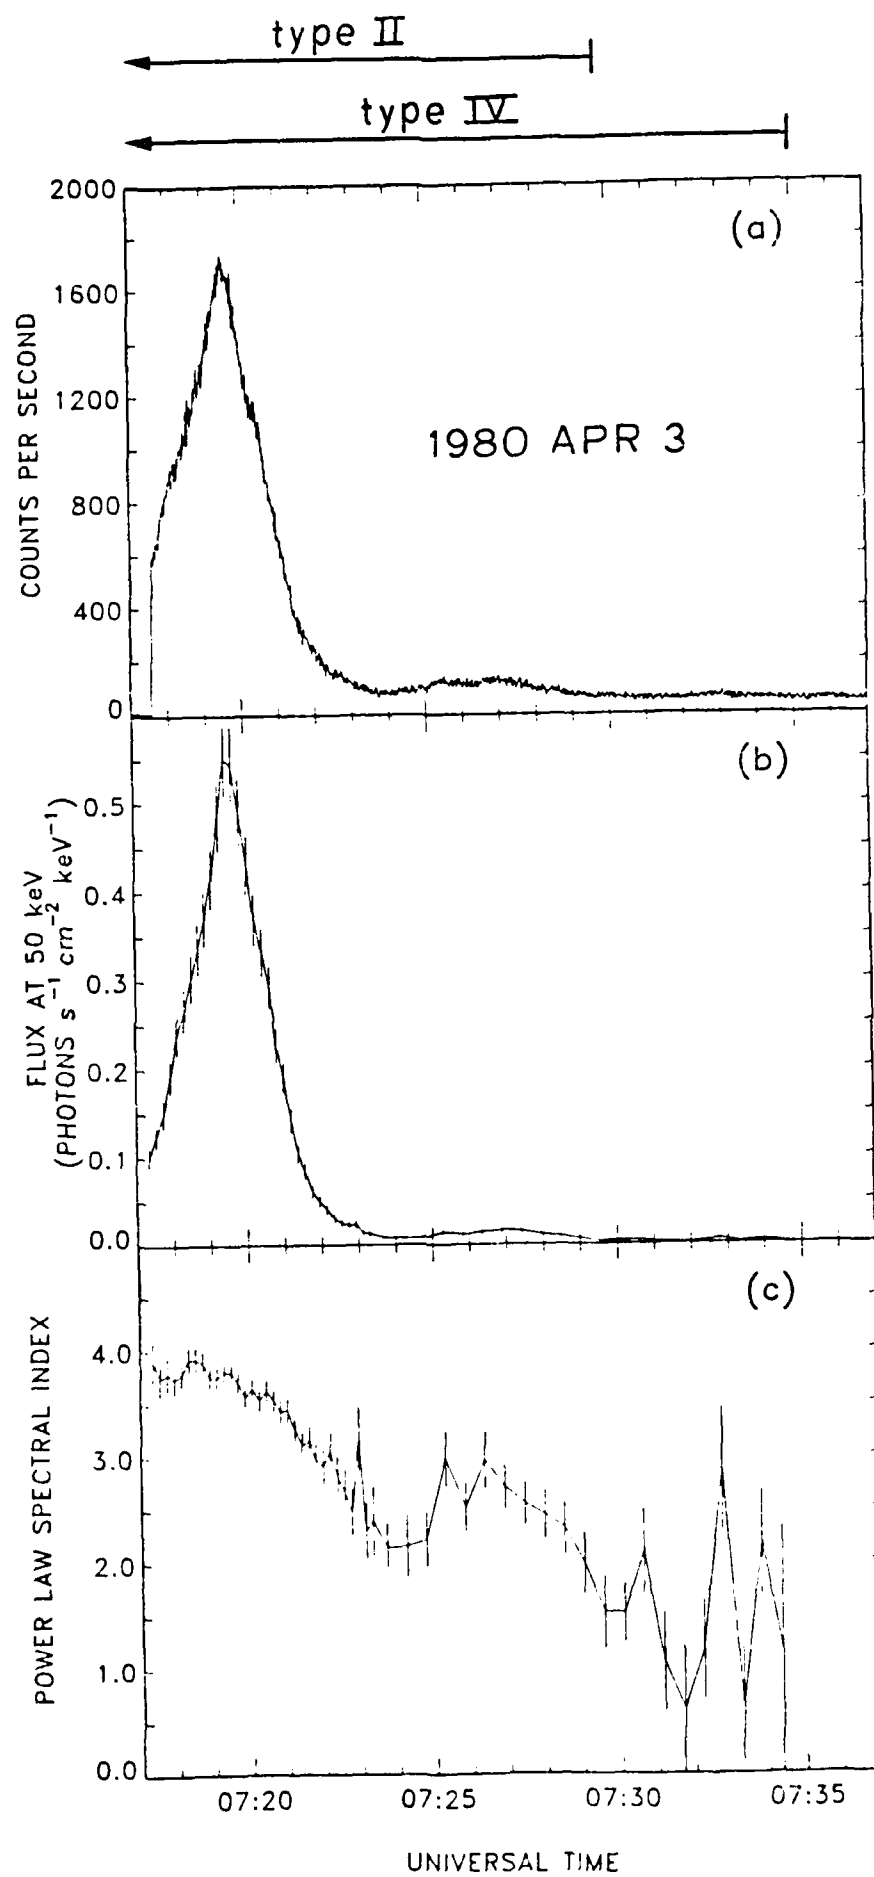 type II
type IV
(a)
2000
1600
1200
800
400
0
COUNTS PER SECOND
1980 APR 3
(b)
0.5
0.4
0.3
0.2
0.1
0.0
FLUX AT 50 keV
(PHOTONS s⁻¹ cm⁻² keV⁻¹)
(c)
4.0
3.0
2.0
1.0
0.0
POWER LAW SPECTRAL INDEX
07:20 07:25 07:30 07:35
UNIVERSAL TIME